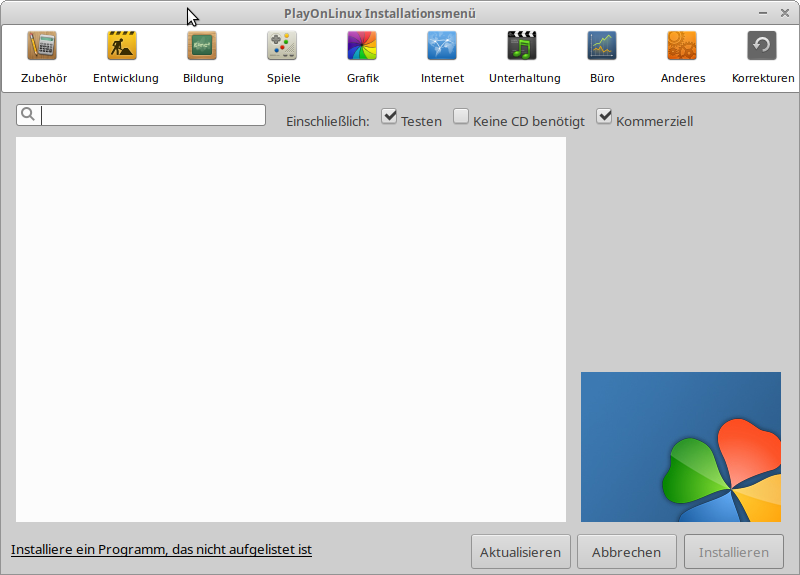 PlayOnLinux Installationsmenü
Zubehör Entwicklung Bildung Spiele Grafik Internet Unterhaltung Büro Anderes Korrekturen
Einschließlich: Testen Keine CD benötigt Kommerziell
Installiere ein Programm, das nicht aufgelistet ist
Aktualisieren Abbrechen Installieren